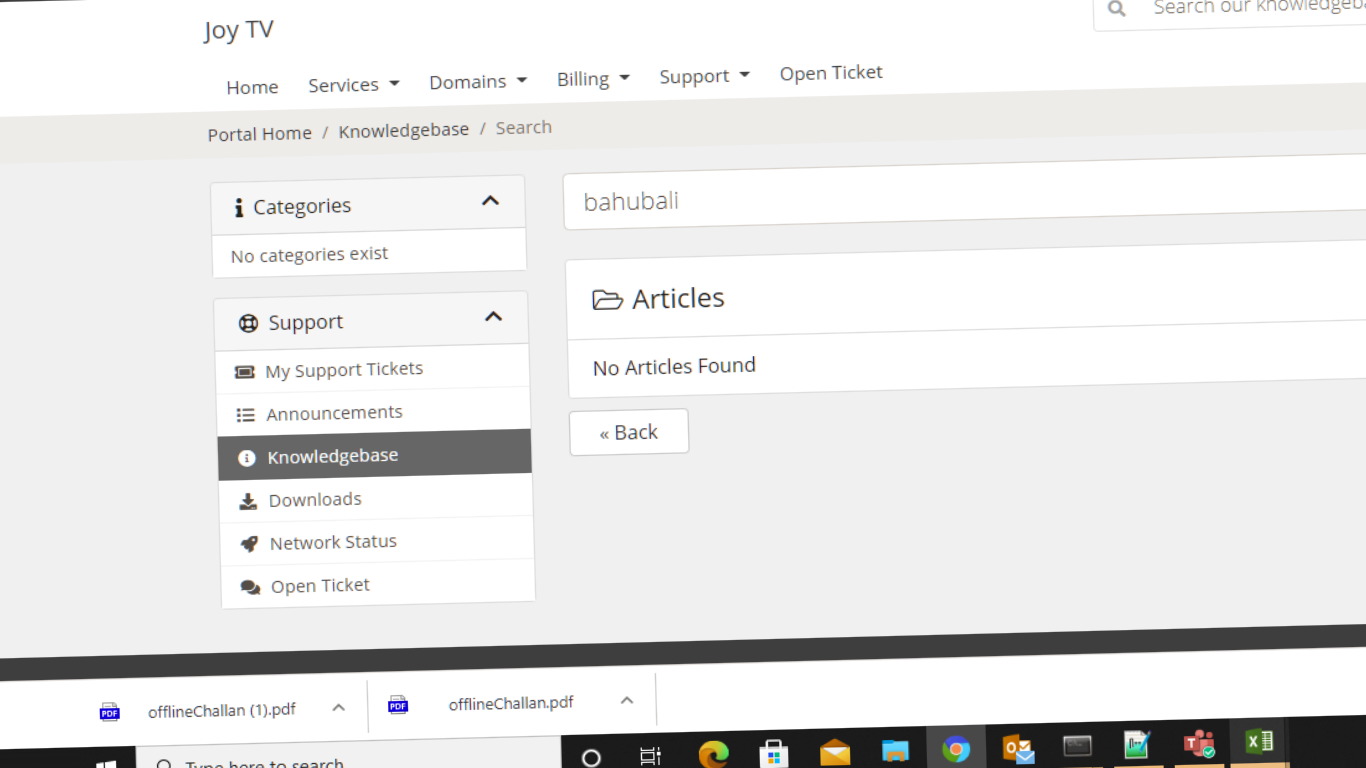 Joy TV
Search our knowledgeba
Home Services Domains Billing Support Open Ticket
Portal Home / Knowledgebase / Search
Categories
No categories exist
Support
My Support Tickets
Announcements
Knowledgebase
Downloads
Network Status
Open Ticket
bahubali
Articles
No Articles Found
« Back
PDF offlineChallan (1).pdf
PDF offlineChallan.pdf
Type here to search